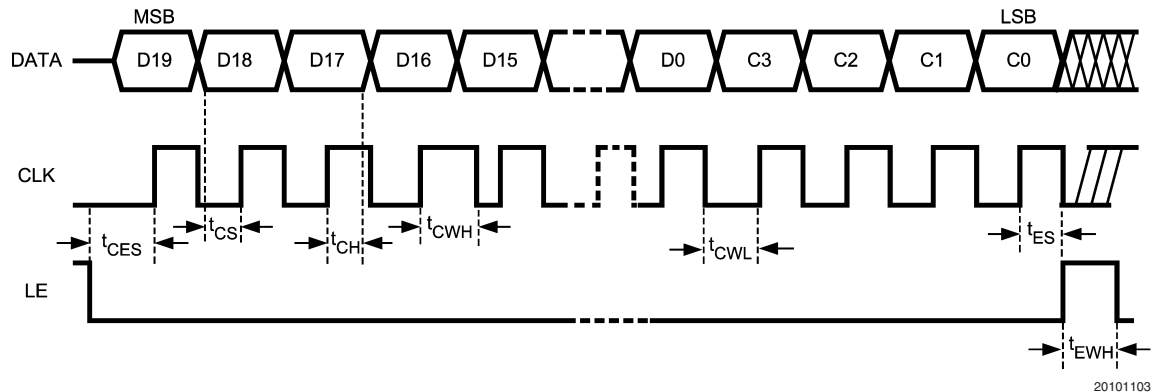 MSB LSB
DATA D19 D18 D17 D16 D15 D0 C3 C2 C1 C0
CLK
tCES tCS tCH tCWH tCWL tES
LE
tEWH
20101103